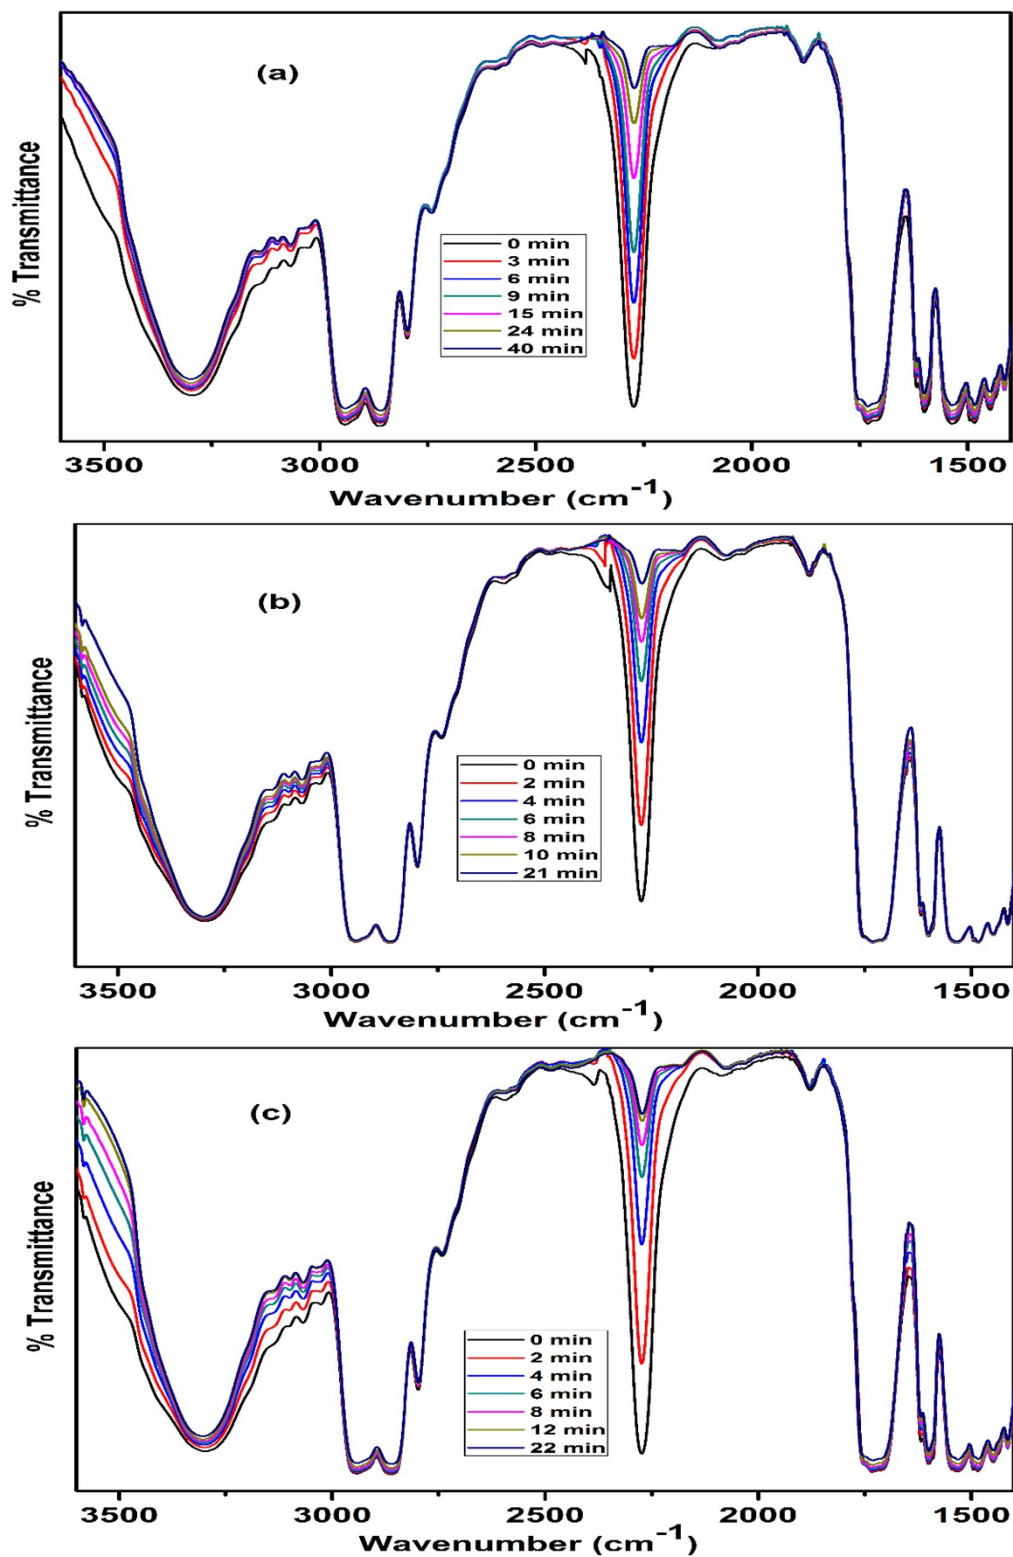 (a)
% Transmittance
0 min
3 min
6 min
9 min
15 min
24 min
40 min
3500 3000 2500 2000 1500
Wavenumber (cm-1)
(b)
% Transmittance
0 min
2 min
4 min
6 min
8 min
10 min
21 min
3500 3000 2500 2000 1500
Wavenumber (cm-1)
(c)
% Transmittance
0 min
2 min
4 min
6 min
8 min
12 min
22 min
3500 3000 2500 2000 1500
Wavenumber (cm-1)